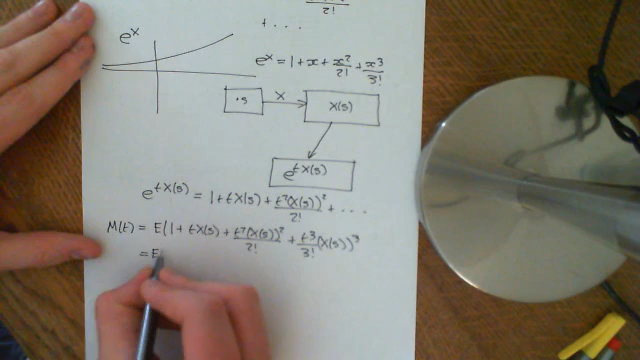 2!
+ ...
e^x
e^x = 1 + x + x²/2! + x³/3!
·s X X(s)
e^{tX(s)}
e^{tX(s)} = 1 + tX(s) + t²(X(s))²/2! + ...
M(t) = E(1 + tX(s) + t²(X(s))²/2! + t³/3! (X(s))³
= E(